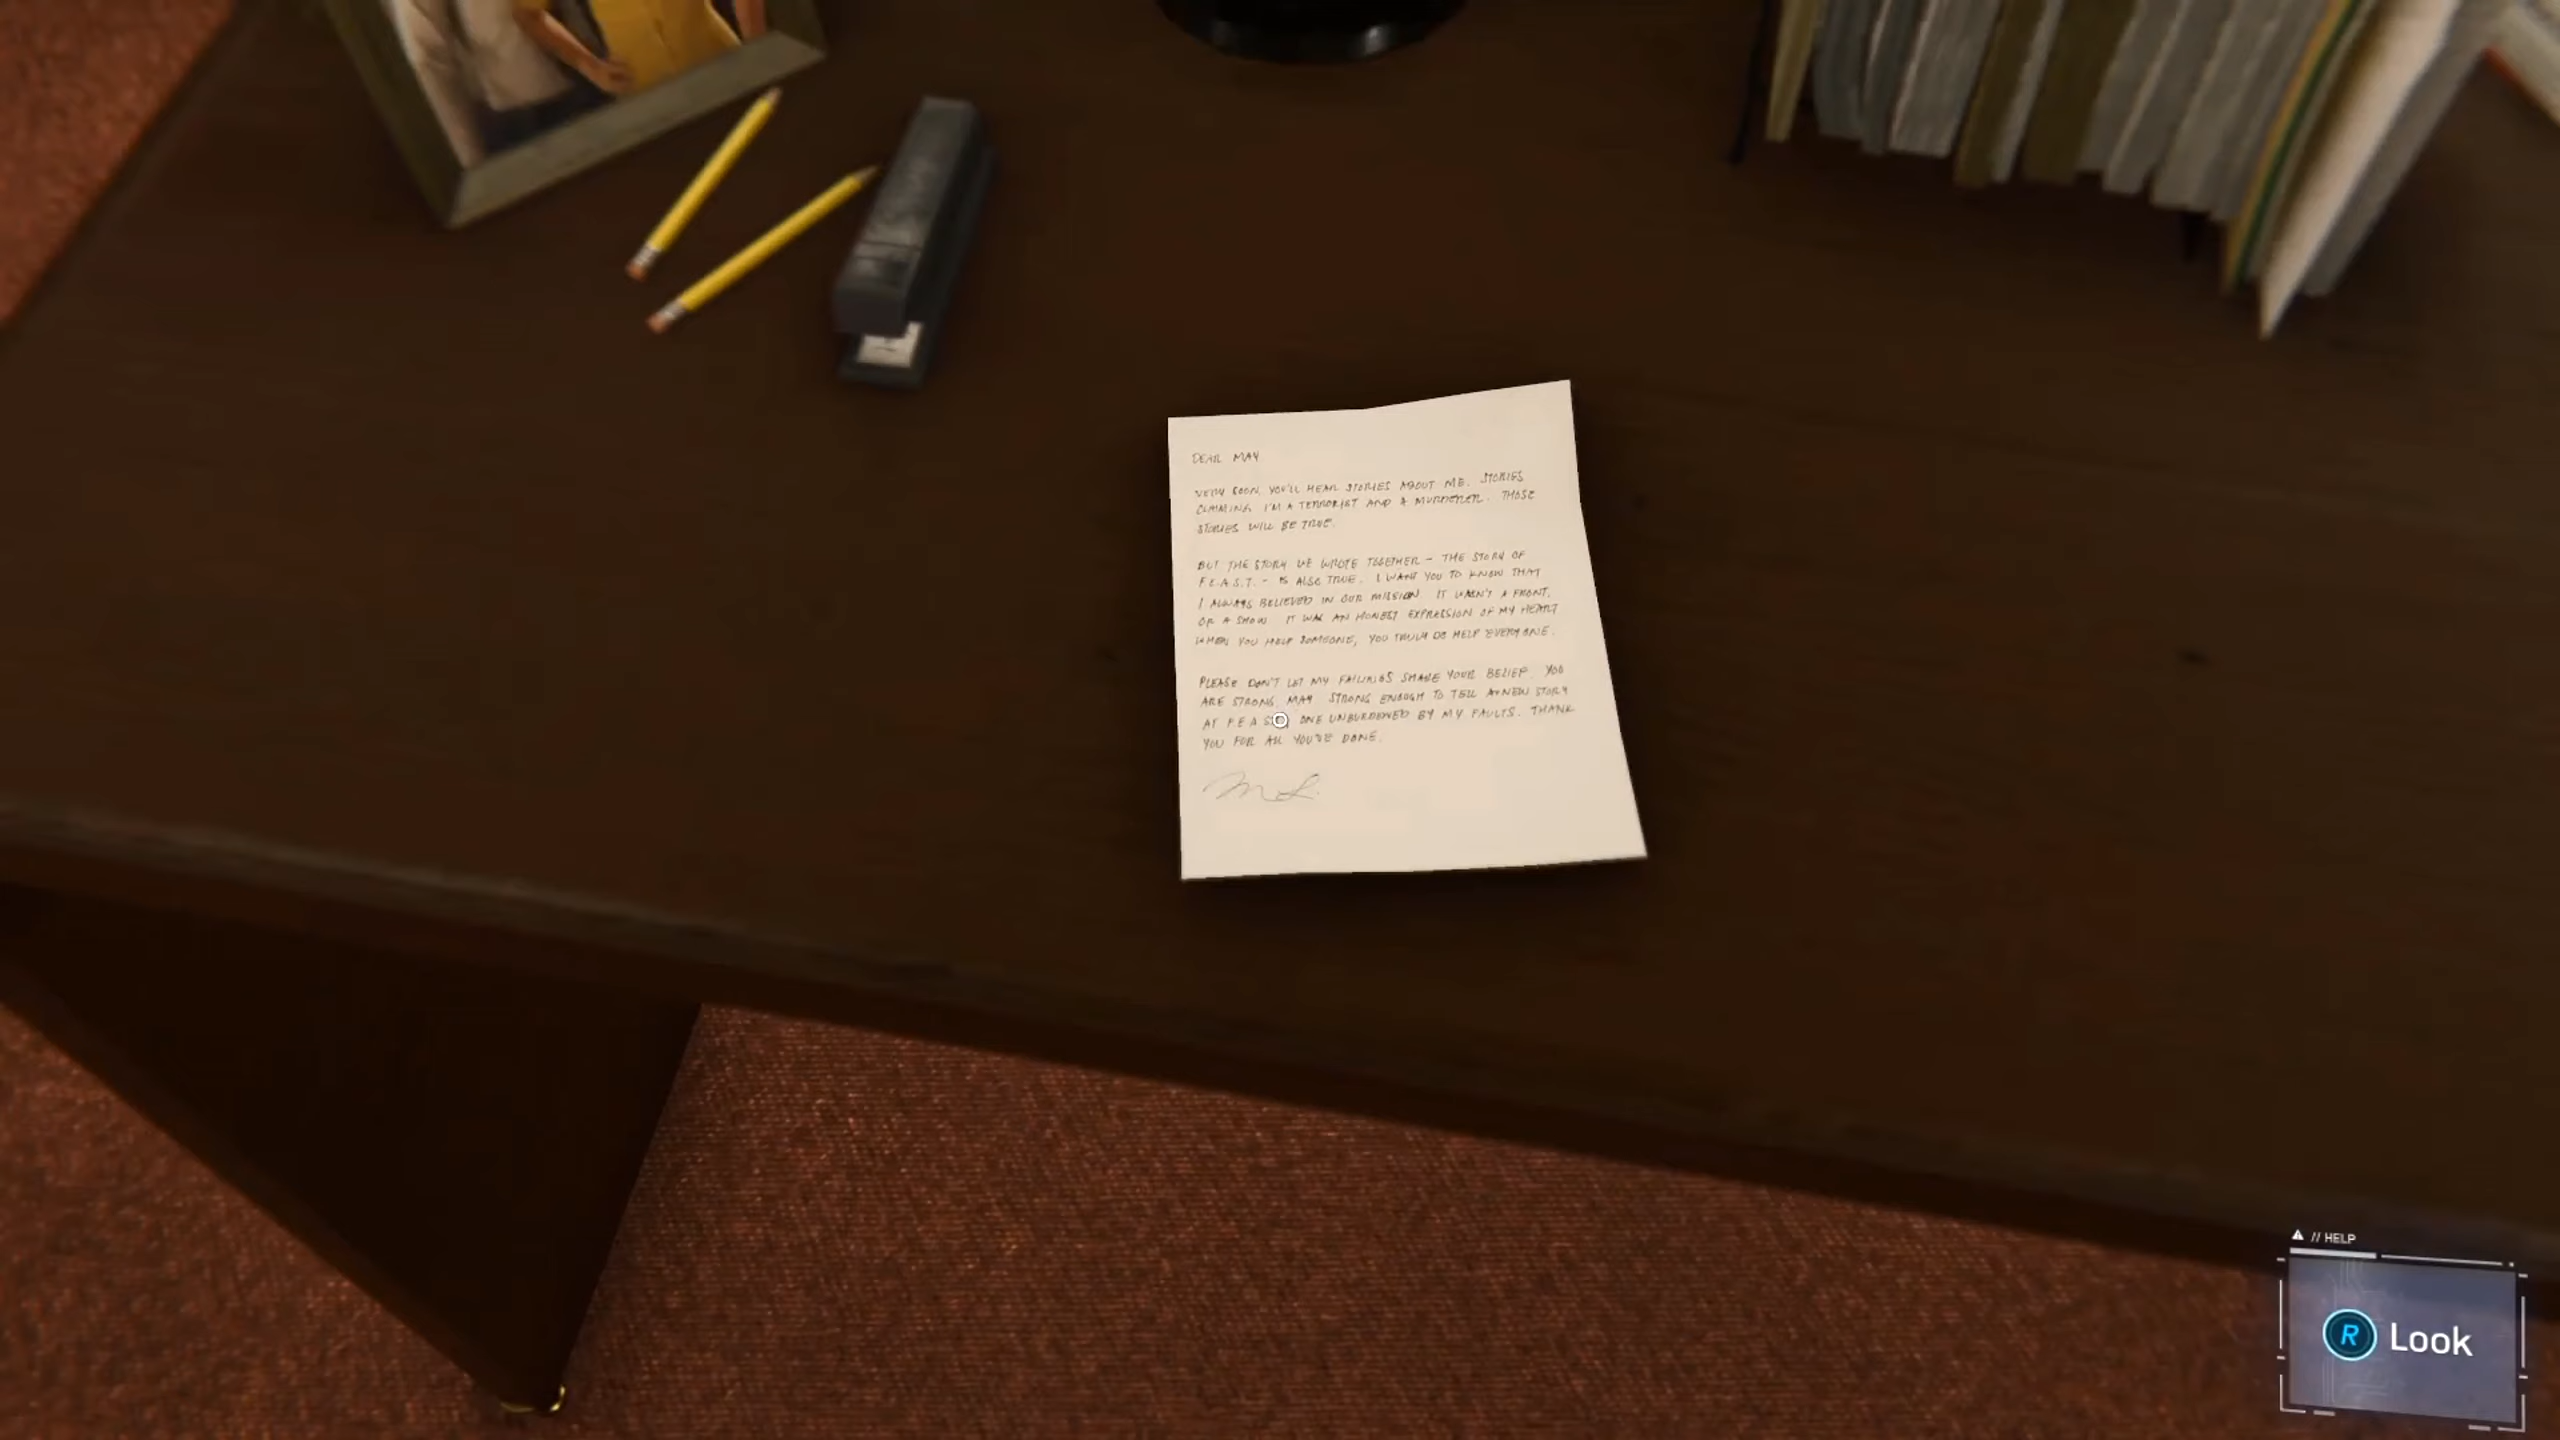 DEAR MAY
VERY SOON, YOU'LL HEAR STORIES ABOUT ME. STORIES
CLAIMING I'M A TERRORIST AND A MURDERER. THOSE
STORIES WILL BE TRUE.
BUT THE STORY WE WROTE TOGETHER - THE STORY OF
F.E.A.S.T. - IS ALSO TRUE. I WANT YOU TO KNOW THAT
I ALWAYS BELIEVED IN OUR MISSION. IT WASN'T A FRONT,
OR A SHOW. IT WAS AN HONEST EXPRESSION OF MY HEART
WHEN YOU HELP SOMEONE, YOU TRULY DO HELP EVERYONE.
PLEASE DON'T LET MY FAILINGS SHAKE YOUR BELIEF. YOU
ARE STRONG, MAY. STRONG ENOUGH TO TELL A NEW STORY
AT F.E.A.S. ONE UNBURDENED BY MY FAULTS. THANK
YOU FOR ALL YOU'VE DONE.
M L.
// HELP
R Look